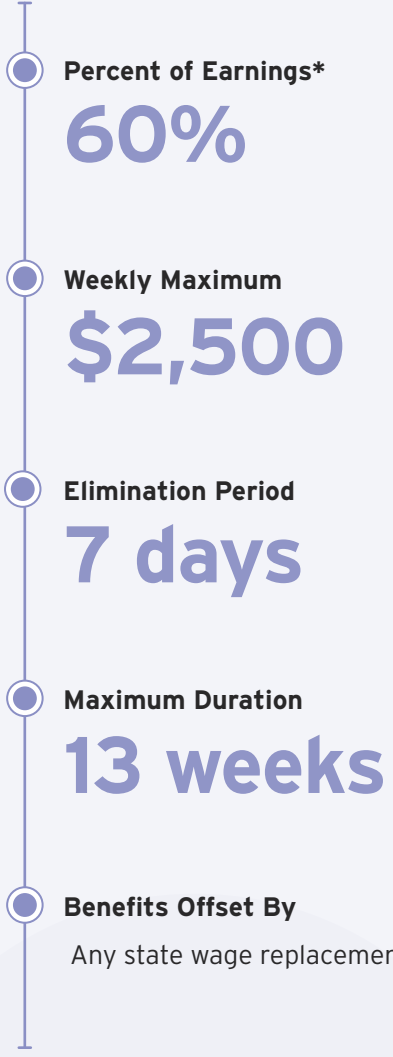 Percent of Earnings*
60%
Weekly Maximum
$2,500
Elimination Period
7 days
Maximum Duration
13 weeks
Benefits Offset By
Any state wage